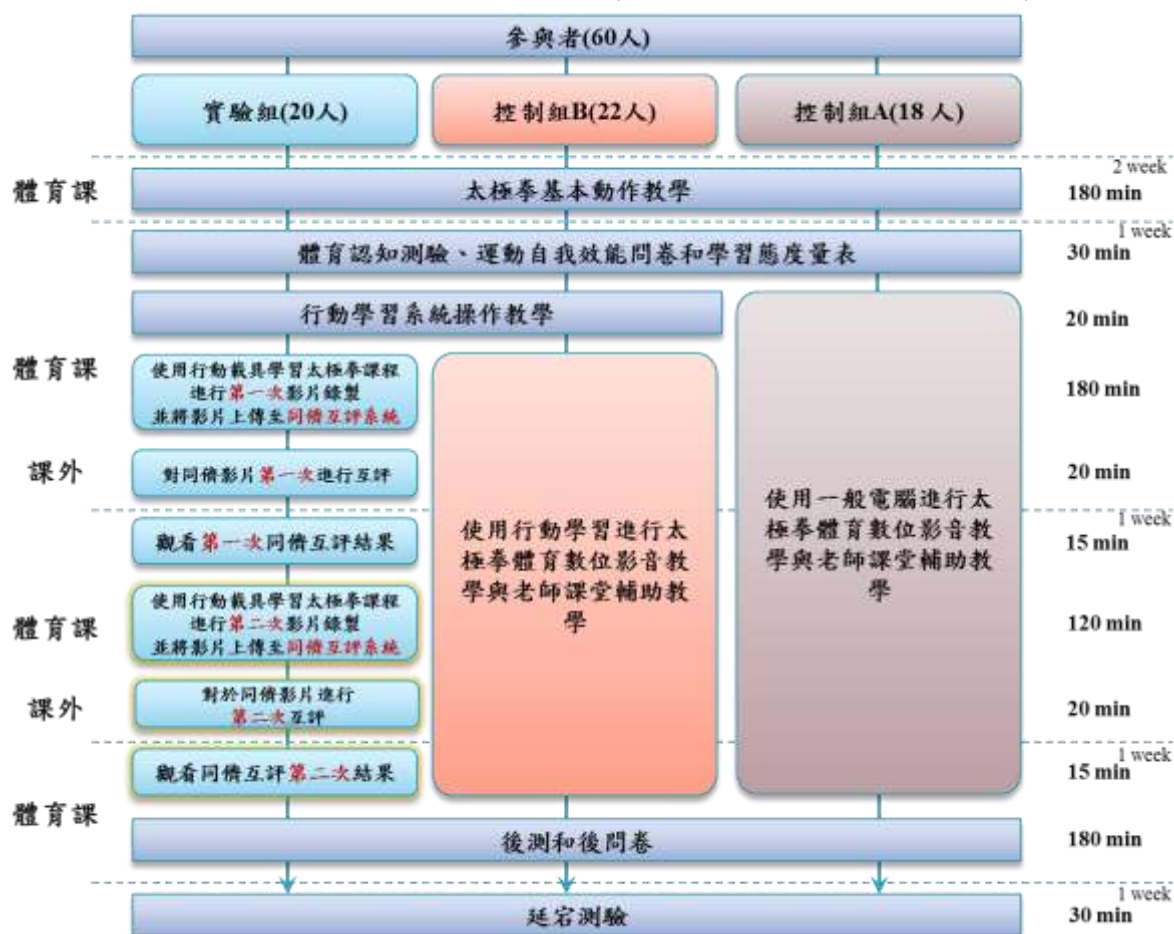 參與者(60人)
實驗組(20人)
控制組B(22人)
控制組A(18 人)
2 week
體育課
太極拳基本動作教學
180 min
1 week
體育認知測驗、運動自我效能問卷和學習態度量表
30 min
行動學習系統操作教學
20 min
體育課
使用行動載具學習太極拳課程
進行第一次影片錄製
並將影片上傳至同儕互評系統
180 min
課外
對同儕影片第一次進行互評
20 min
使用行動學習進行太
極拳體育數位影音教
學與老師課堂輔助教
學
使用一般電腦進行太
極拳體育數位影音教
學與老師課堂輔助教
學
1 week
觀看第一次同儕互評結果
15 min
體育課
使用行動載具學習太極拳課程
進行第二次影片錄製
並將影片上傳至同儕互評系統
120 min
課外
對於同儕影片進行
第二次互評
20 min
1 week
觀看同儕互評第二次結果
15 min
體育課
後測和後問卷
180 min
1 week
延宕測驗
30 min